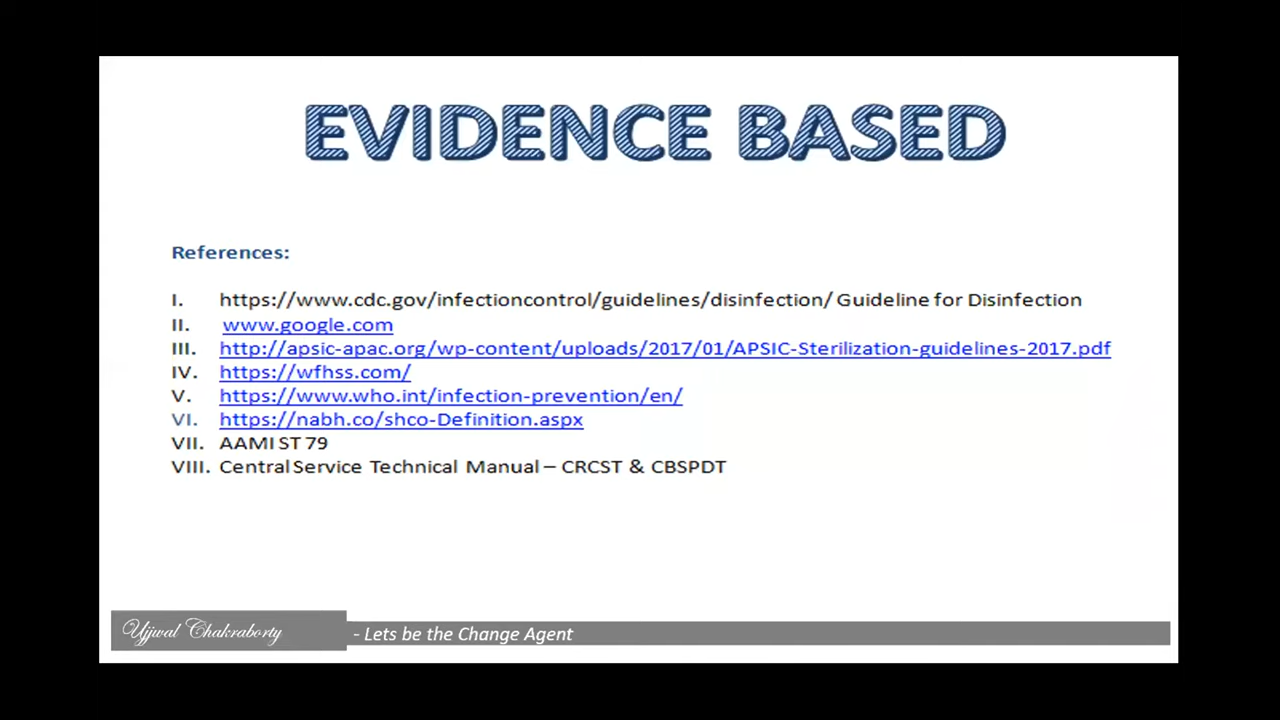 EVIDENCE BASED
References:
I. https://www.cdc.gov/infectioncontrol/guidelines/disinfection/ Guideline for Disinfection
II. www.google.com
III. http://apsic-apac.org/wp-content/uploads/2017/01/APSIC-Sterilization-guidelines-2017.pdf
IV. https://wfhss.com/
V. https://www.who.int/infection-prevention/en/
VI. https://nabh.co/shco-Definition.aspx
VII. AAMI ST 79
VIII. Central Service Technical Manual – CRCST & CBSPDT
Ujjwal Chakraborty - Lets be the Change Agent